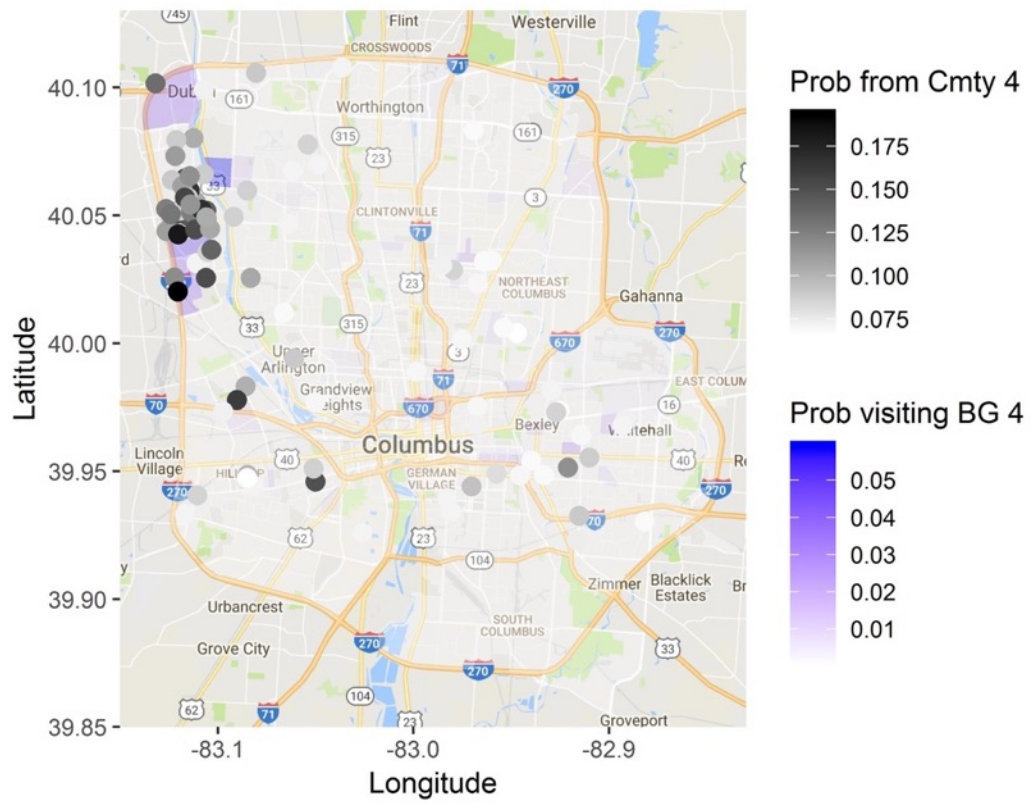 745
Flint
Westerville
CROSSWOODS
71
270
40.10
161
Worthington
315
161
23
33
3
40.05
CLINTONVILLE
71
23
NORTHEAST
COLUMBUS
Gahanna
33
315
670
270
40.00
3
Arlington
71
EAST COLUM
Grandview
70
670
16
Bexley
Columbus
Lincoln
Village
40
40
39.95
GERMAN
VILLAGE
270
270
70
62
23
104
Zimmer
Blacklick
Estates
39.90
Urbancrest
SOUTH
COLUMBUS
Grove City
270
33
270
104
62
71
23
Groveport
39.85
-83.1
-83.0
-82.9
Longitude
Latitude
Prob from Cmty 4
0.175
0.150
0.125
0.100
0.075
Prob visiting BG 4
0.05
0.04
0.03
0.02
0.01